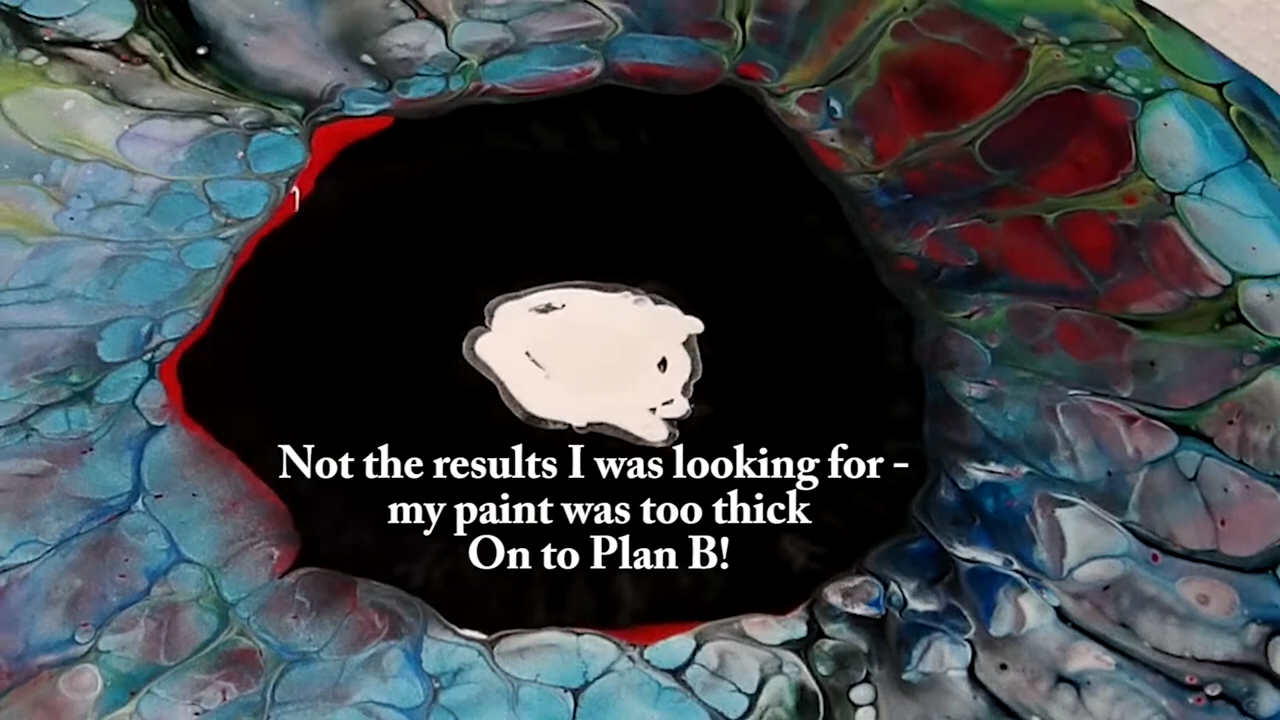 Not the results I was looking for -
my paint was too thick
On to Plan B!